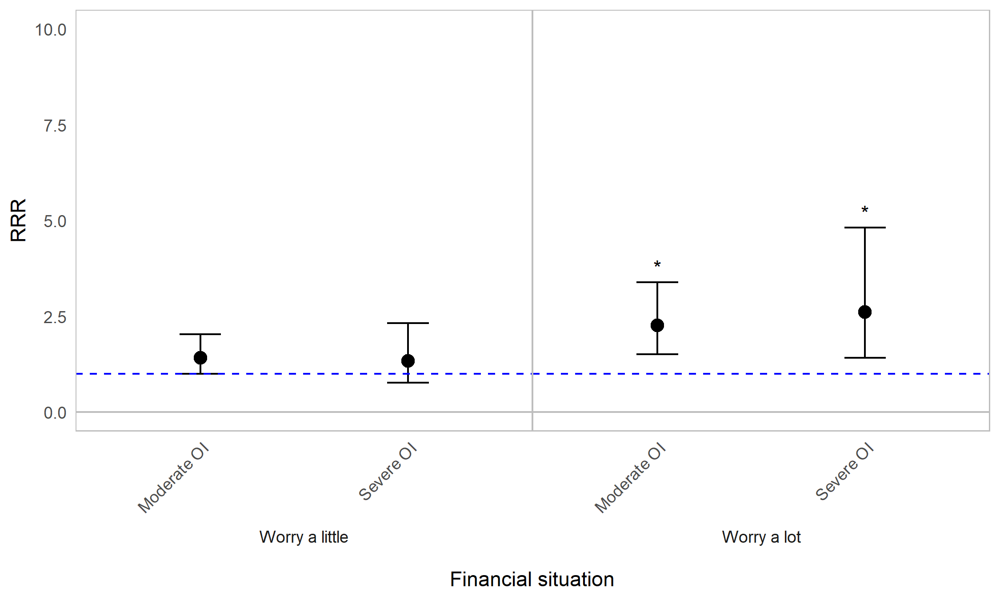 10.0
7.5
5.0
2.5
0.0
RRR
*
*
Moderate OI
Severe OI
Moderate OI
Severe OI
Worry a little
Worry a lot
Financial situation